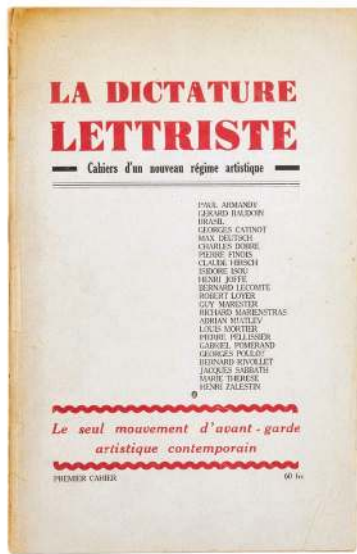 LA DICTATURE
LETTRISTE
Cahiers d'un nouveau régime artistique
PAUL ARMANDY
GERARD BAUDOIN
BRASIL
GEORGES CATINOT
MAX DEUTSCH
CHARLES DOBRE
PIERRE FINDIS
CLAUDE HIRSCH
ISIDORE ISOU
HENRI JOFFE
BERNARD LECOMTE
ROBERT LOYER
GUY MARESTER
RICHARD MARIENSTRAS
ADRIAN MIATLEV
LOUIS MORTIER
PIERRE PELLISSIER
GABRIEL POMERAND
GEORGES POULOT
BERNARD RIVOLLET
JACQUES SABBATH
MARIE THERESE
HENRI ZALESTIN
Le seul mouvement d'avant-garde
artistique contemporain
PREMIER CAHIER 60 frs